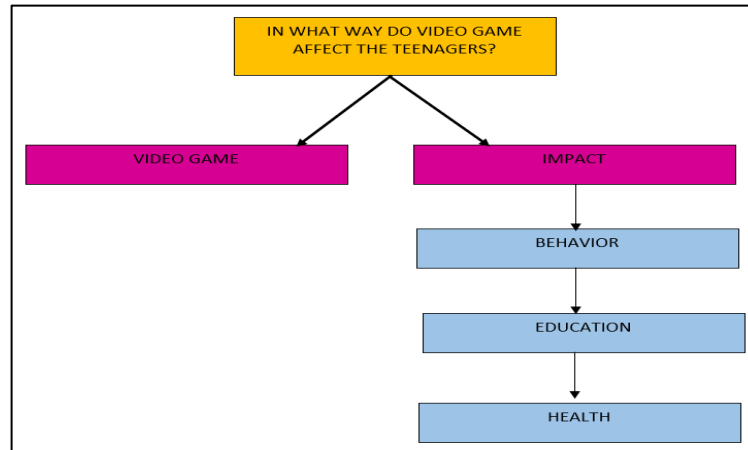 IN WHAT WAY DO VIDEO GAME
AFFECT THE TEENAGERS?
VIDEO GAME
IMPACT
BEHAVIOR
EDUCATION
HEALTH